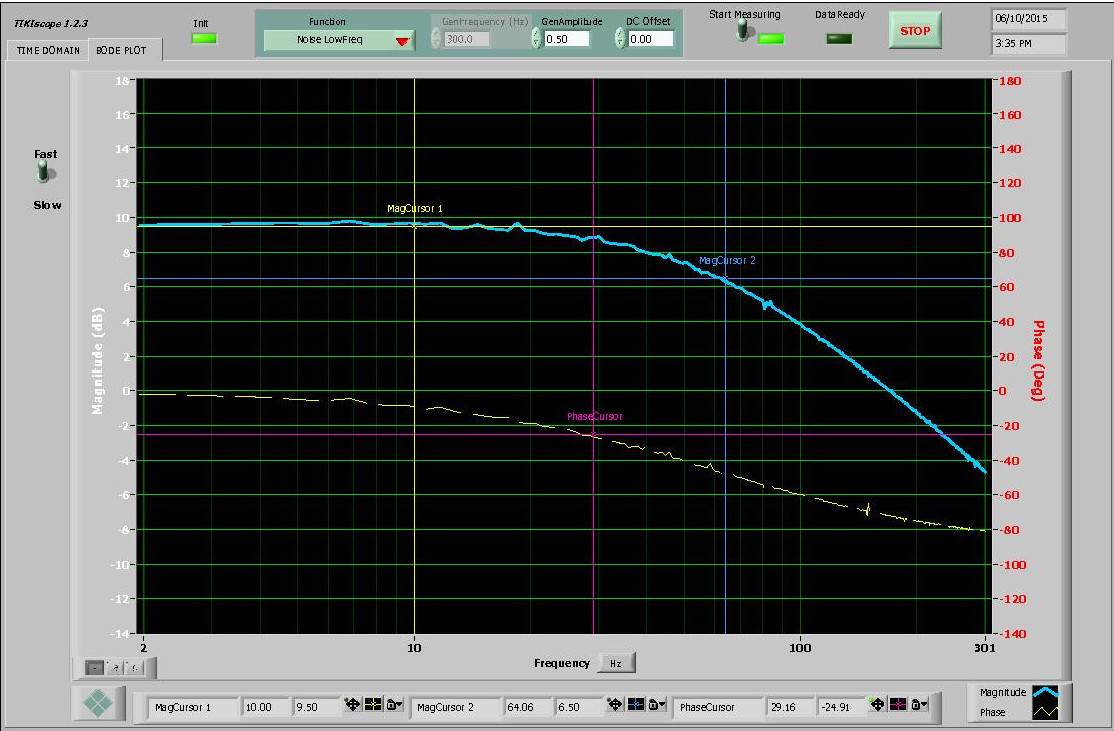 TIKIscope 1.2.3
Init
Function
GenFrequency (Hz)
GenAmplitude
DC Offset
Start Measuring
DataReady
Noise LowFreq
300.0
0.50
0.00
STOP
06/10/2015
3:35 PM
TIME DOMAIN
BODE PLOT
Fast
Slow
Magnitude (dB)
18
16
14
12
10
8
6
4
2
0
-2
-4
-6
-8
-10
-12
-14
MagCursor 1
MagCursor 2
PhaseCursor
180
160
140
120
100
80
60
40
20
0
-20
-40
-60
-80
-100
-120
-140
Phase (Deg)
2
10
100
301
Frequency
Hz
MagCursor 1 10.00 9.50
MagCursor 2 64.06 6.50
PhaseCursor 29.16 -24.91
Magnitude
Phase